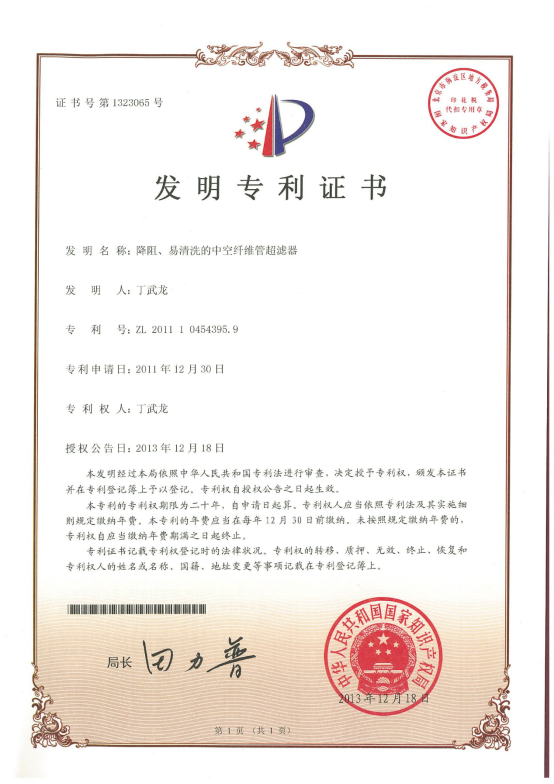 证书号第1323065号
北京市海淀区地方税务局
印花税
代扣专用章
国家知识产权局
发明专利证书
发明名称：降阻、易清洗的中空纤维管超滤器
发明人：丁武龙
专利号：ZL 2011 1 0454395.9
专利申请日：2011年12月30日
专利权人：丁武龙
授权公告日：2013年12月18日
本发明经过本局依照中华人民共和国专利法进行审查，决定授予专利权，颁发本证书
并在专利登记簿上予以登记。专利权自授权公告之日起生效。
本专利的专利权期限为二十年，自申请日起算。专利权人应当依照专利法及其实施细
则规定缴纳年费。本专利的年费应当在每年12月30日前缴纳。未按照规定缴纳年费的，
专利权自应当缴纳年费期满之日起终止。
专利证书记载专利权登记时的法律状况。专利权的转移、质押、无效、终止、恢复和
专利权人的姓名或名称、国籍、地址变更等事项记载在专利登记簿上。
局长 田力普
中华人民共和国国家知识产权局
2013年12月18日
第1页（共1页）